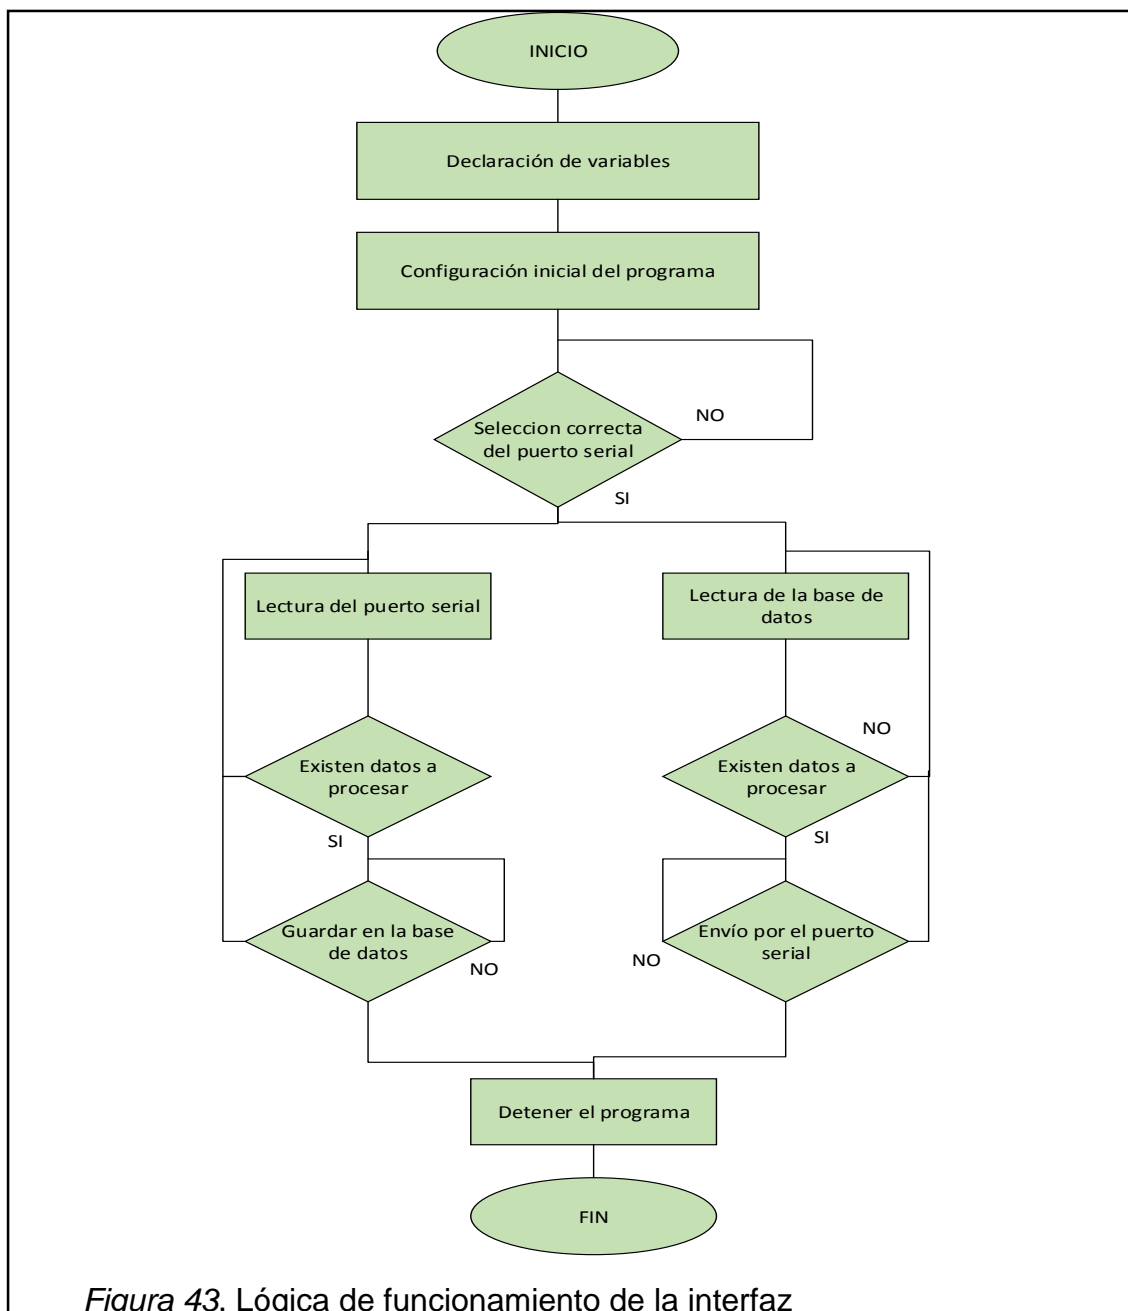 INICIO
Declaración de variables
Configuración inicial del programa
Seleccion correcta
del puerto serial
NO
SI
Lectura del puerto serial
Lectura de la base de
datos
Existen datos a
procesar
SI
NO
Existen datos a
procesar
SI
Guardar en la base
de datos
NO
Envío por el puerto
serial
NO
Detener el programa
FIN
Figura 43. Lógica de funcionamiento de la interfaz